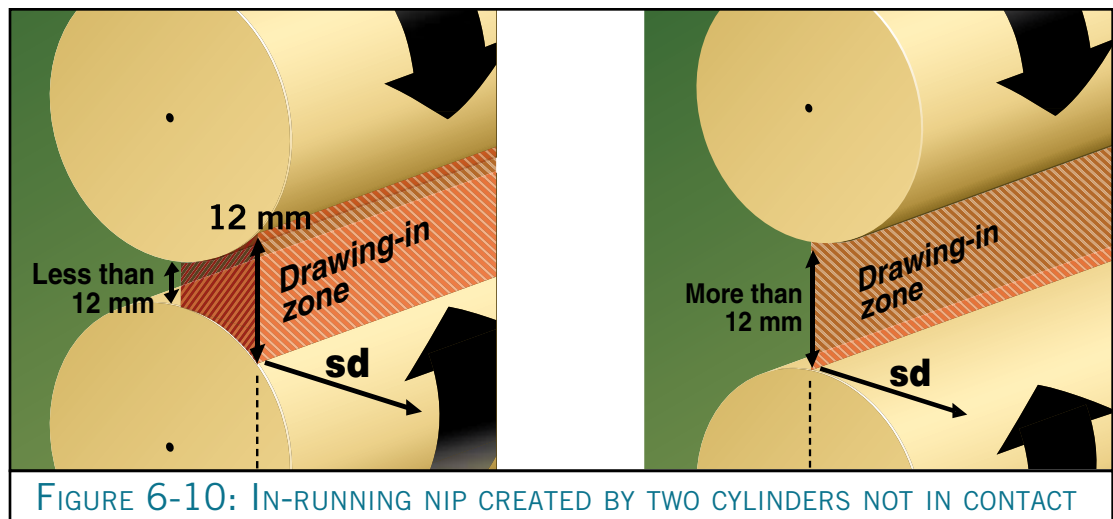 12 mm
Less than
12 mm
Drawing-in
zone
sd
More than
12 mm
Drawing-in
zone
sd
FIGURE 6-10: IN-RUNNING NIP CREATED BY TWO CYLINDERS NOT IN CONTACT